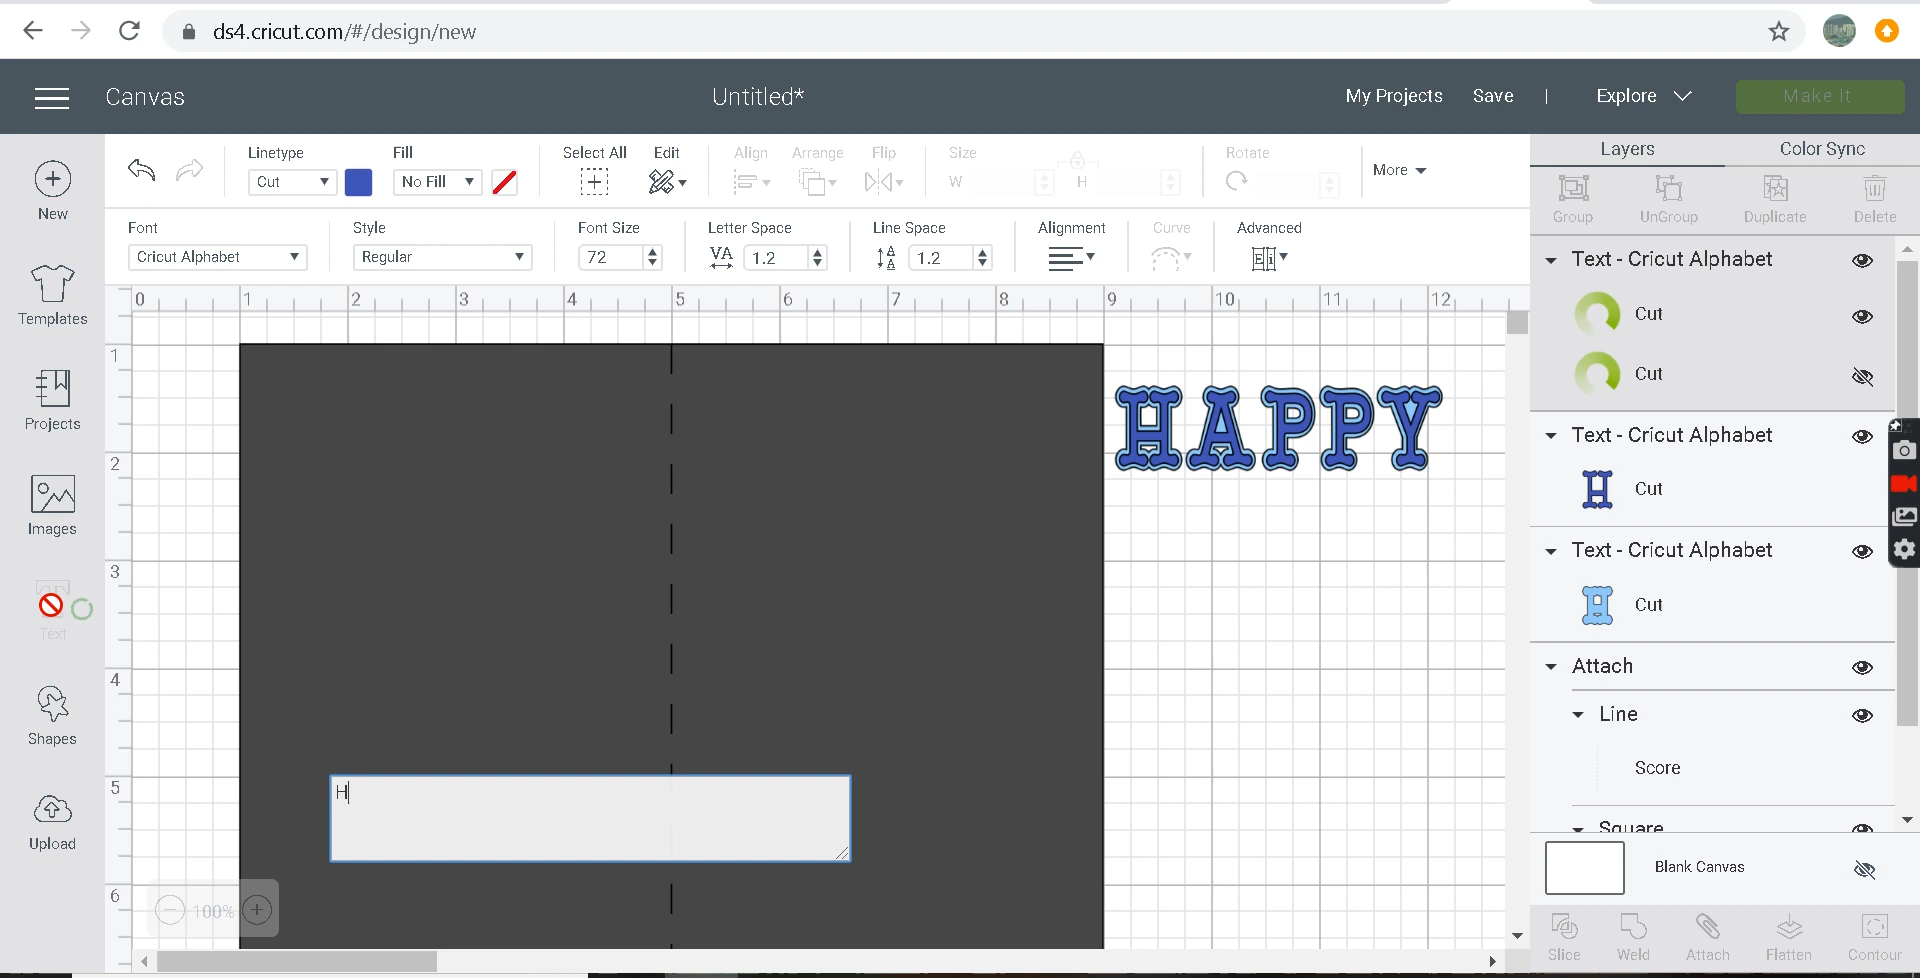 ds4.cricut.com/#/design/new
Canvas
Untitled*
My Projects
Save
|
Explore
Make It
Linetype
Fill
Select All
Edit
Align
Arrange
Flip
Size
Rotate
Cut
No Fill
W
H
More
Font
Style
Font Size
Letter Space
Line Space
Alignment
Curve
Advanced
Cricut Alphabet
Regular
72
VA
1.2
A
A
1.2
0 1 2 3 4 5 6 7 8 9 10 11 12
1
2
3
4
5
6
New
Templates
Projects
Images
Text
Shapes
Upload
HAPPY
H
100%
Layers
Color Sync
Group
UnGroup
Duplicate
Delete
Text - Cricut Alphabet
Cut
Cut
Text - Cricut Alphabet
H
Cut
Text - Cricut Alphabet
H
Cut
Attach
Line
Score
Square
Blank Canvas
Slice
Weld
Attach
Flatten
Contour